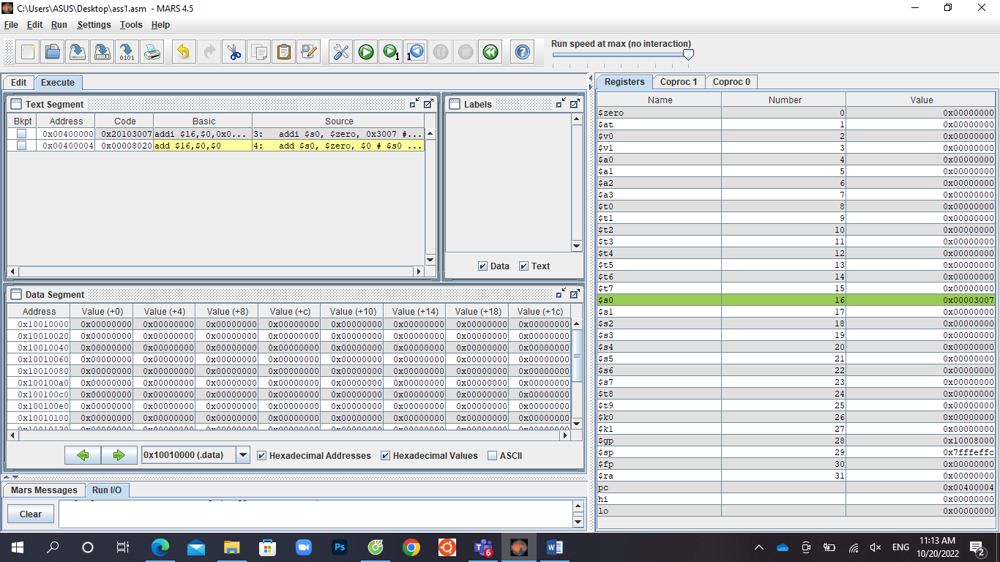 C:\Users\ASUS\Desktop\ass1.asm - MARS 4.5
File Edit Run Settings Tools Help
Run speed at max (no interaction)
Edit Execute
Text Segment
Bkpt Address Code Basic Source
0x00400000 0x20103007 addi $16,$0,0x0... 3: addi $s0, $zero, 0x3007 #...
0x00400004 0x00008020 add $16,$0,$0 4: add $s0, $zero, $0 # $s0 ...
Labels
Data Text
Data Segment
Address Value (+0) Value (+4) Value (+8) Value (+c) Value (+10) Value (+14) Value (+18) Value (+1c)
0x10010000 0x00000000 0x00000000 0x00000000 0x00000000 0x00000000 0x00000000 0x00000000 0x00000000
0x10010020 0x00000000 0x00000000 0x00000000 0x00000000 0x00000000 0x00000000 0x00000000 0x00000000
0x10010040 0x00000000 0x00000000 0x00000000 0x00000000 0x00000000 0x00000000 0x00000000 0x00000000
0x10010060 0x00000000 0x00000000 0x00000000 0x00000000 0x00000000 0x00000000 0x00000000 0x00000000
0x10010080 0x00000000 0x00000000 0x00000000 0x00000000 0x00000000 0x00000000 0x00000000 0x00000000
0x100100a0 0x00000000 0x00000000 0x00000000 0x00000000 0x00000000 0x00000000 0x00000000 0x00000000
0x100100c0 0x00000000 0x00000000 0x00000000 0x00000000 0x00000000 0x00000000 0x00000000 0x00000000
0x100100e0 0x00000000 0x00000000 0x00000000 0x00000000 0x00000000 0x00000000 0x00000000 0x00000000
0x10010100 0x00000000 0x00000000 0x00000000 0x00000000 0x00000000 0x00000000 0x00000000 0x00000000
0x10010000 (.data) Hexadecimal Addresses Hexadecimal Values ASCII
Mars Messages Run I/O
Clear
Registers Coproc 1 Coproc 0
Name Number Value
$zero 0 0x00000000
$at 1 0x00000000
$v0 2 0x00000000
$v1 3 0x00000000
$a0 4 0x00000000
$a1 5 0x00000000
$a2 6 0x00000000
$a3 7 0x00000000
$t0 8 0x00000000
$t1 9 0x00000000
$t2 10 0x00000000
$t3 11 0x00000000
$t4 12 0x00000000
$t5 13 0x00000000
$t6 14 0x00000000
$t7 15 0x00000000
$s0 16 0x00003007
$s1 17 0x00000000
$s2 18 0x00000000
$s3 19 0x00000000
$s4 20 0x00000000
$s5 21 0x00000000
$s6 22 0x00000000
$s7 23 0x00000000
$t8 24 0x00000000
$t9 25 0x00000000
$k0 26 0x00000000
$k1 27 0x00000000
$gp 28 0x10008000
$sp 29 0x7fffeffc
$fp 30 0x00000000
$ra 31 0x00000000
pc 0x00400004
hi 0x00000000
lo 0x00000000
ENG
11:13 AM
10/20/2022